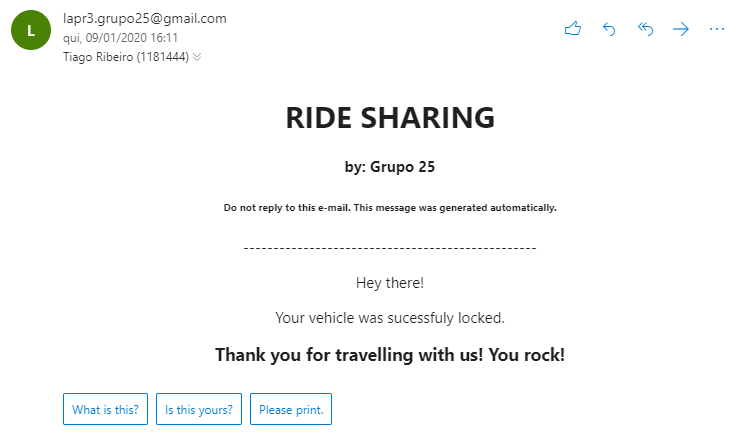 L
lapr3.grupo25@gmail.com
qui, 09/01/2020 16:11
Tiago Ribeiro (1181444)
RIDE SHARING
by: Grupo 25
Do not reply to this e-mail. This message was generated automatically.
-------------------------------------------------
Hey there!
Your vehicle was sucessfuly locked.
Thank you for travelling with us! You rock!
What is this? Is this yours? Please print.